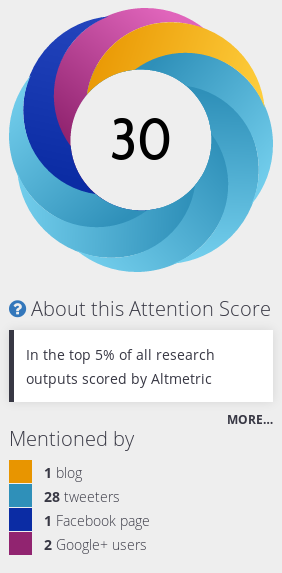 30
? About this Attention Score
In the top 5% of all research
outputs scored by Altmetric
MORE...
Mentioned by
1 blog
28 tweeters
1 Facebook page
2 Google+ users